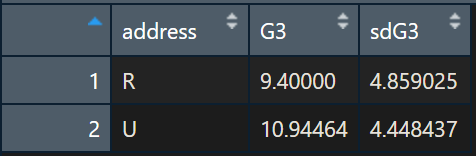 address G3 sdG3
1 R 9.40000 4.859025
2 U 10.94464 4.448437